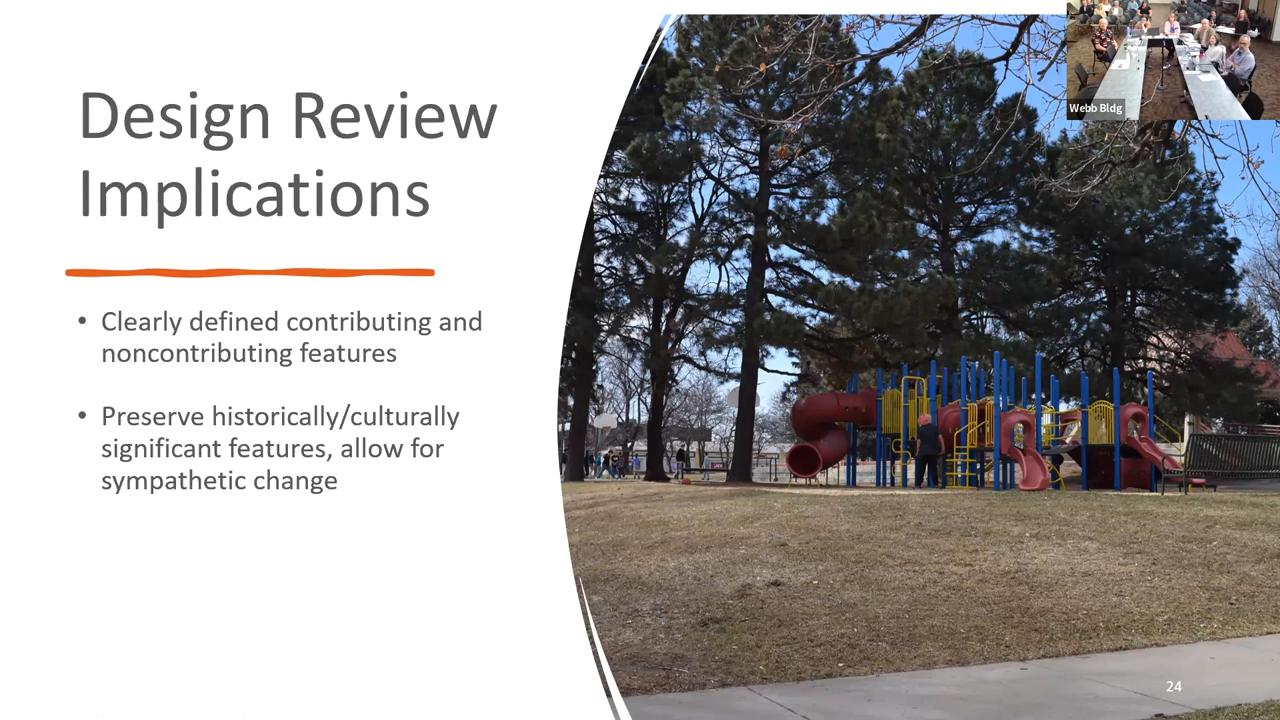 Design Review
Implications
• Clearly defined contributing and
noncontributing features
• Preserve historically/culturally
significant features, allow for
sympathetic change
Webb Bldg
24